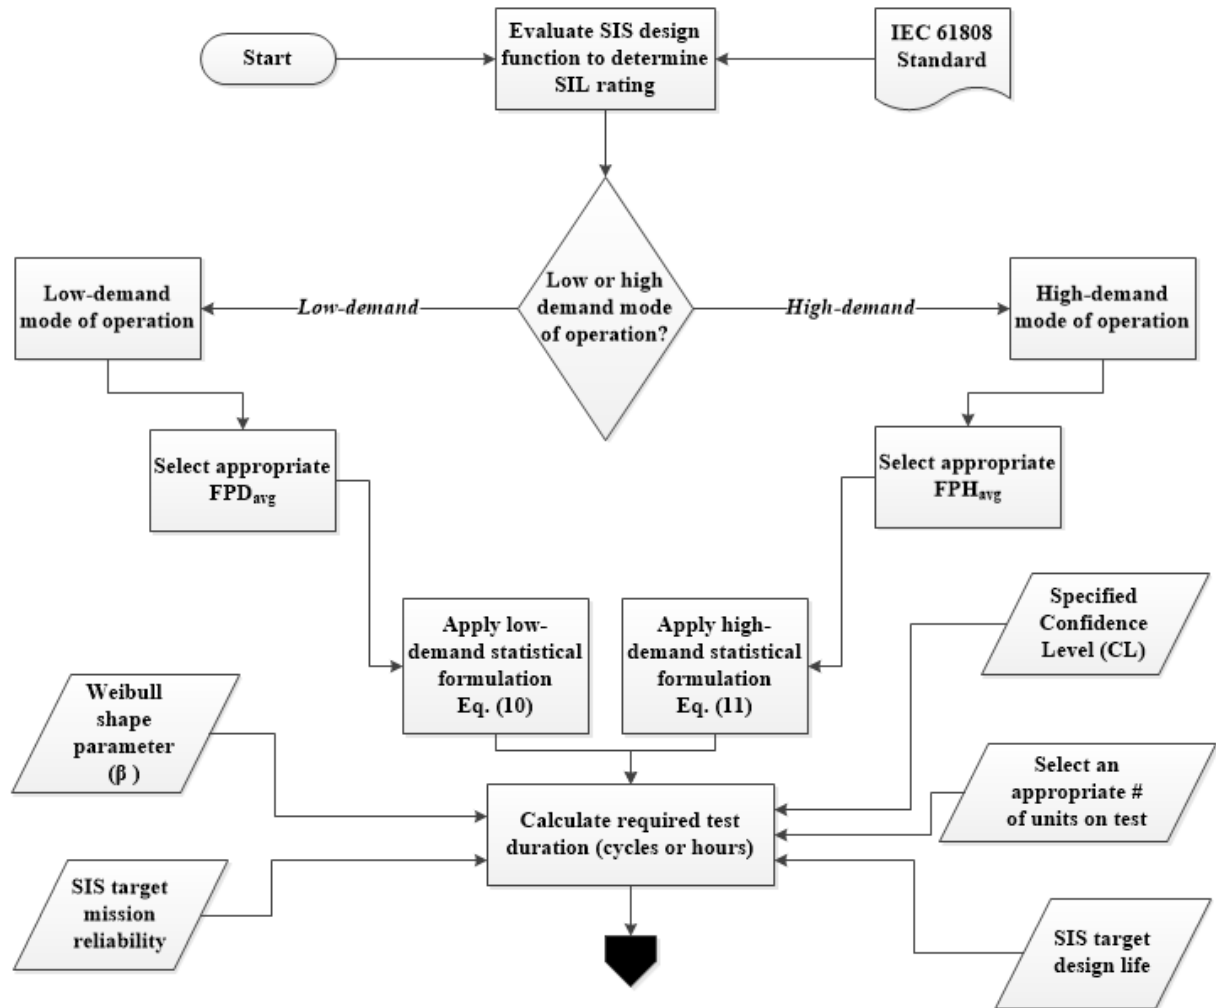 Start
Evaluate SIS design
function to determine
SIL rating
IEC 61808
Standard
Low-demand
mode of operation
Low-demand
Low or high
demand mode
of operation?
High-demand
High-demand
mode of operation
Select appropriate
FPDavg
Select appropriate
FPHavg
Apply low-
demand statistical
formulation
Eq. (10)
Apply high-
demand statistical
formulation
Eq. (11)
Specified
Confidence
Level (CL)
Weibull
shape
parameter
(β )
Select an
appropriate #
of units on test
Calculate required test
duration (cycles or hours)
SIS target
mission
reliability
SIS target
design life